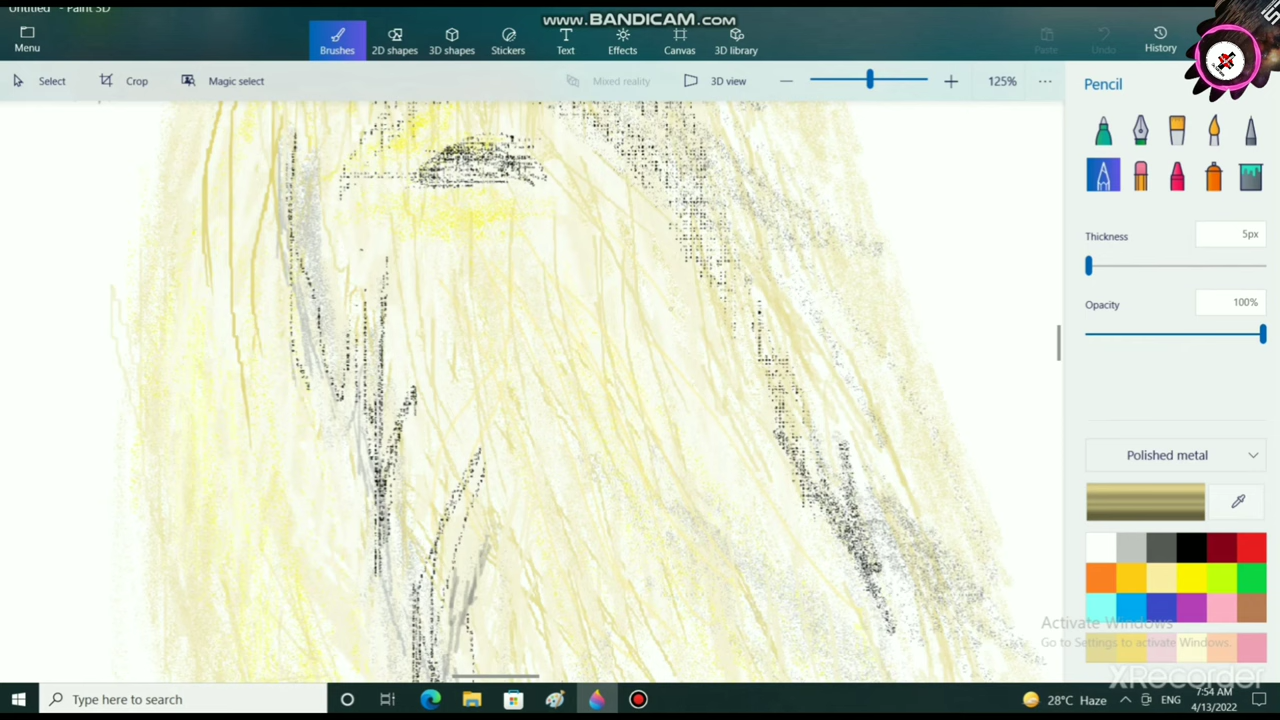 Untitled - Paint 3D
www.BANDICAM.com
Menu
Brushes
2D shapes
3D shapes
Stickers
Text
Effects
Canvas
3D library
Paste
Undo
History
Select
Crop
Magic select
Mixed reality
3D view
125%
Pencil
Thickness
5px
Opacity
100%
Polished metal
Activate Windows
Go to Settings to activate Windows.
XRecorder
Type here to search
28°C Haze
ENG
7:54 AM
4/13/2022